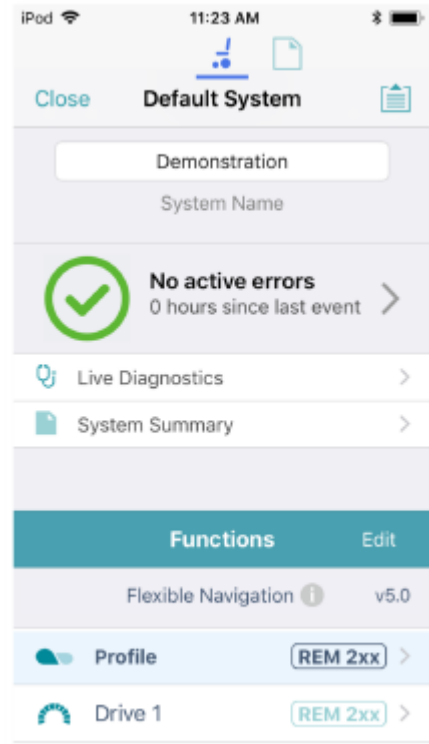 iPod 11:23 AM
Close Default System
Demonstration
System Name
No active errors
0 hours since last event
Live Diagnostics
System Summary
Functions Edit
Flexible Navigation i v5.0
Profile REM 2xx
Drive 1 REM 2xx